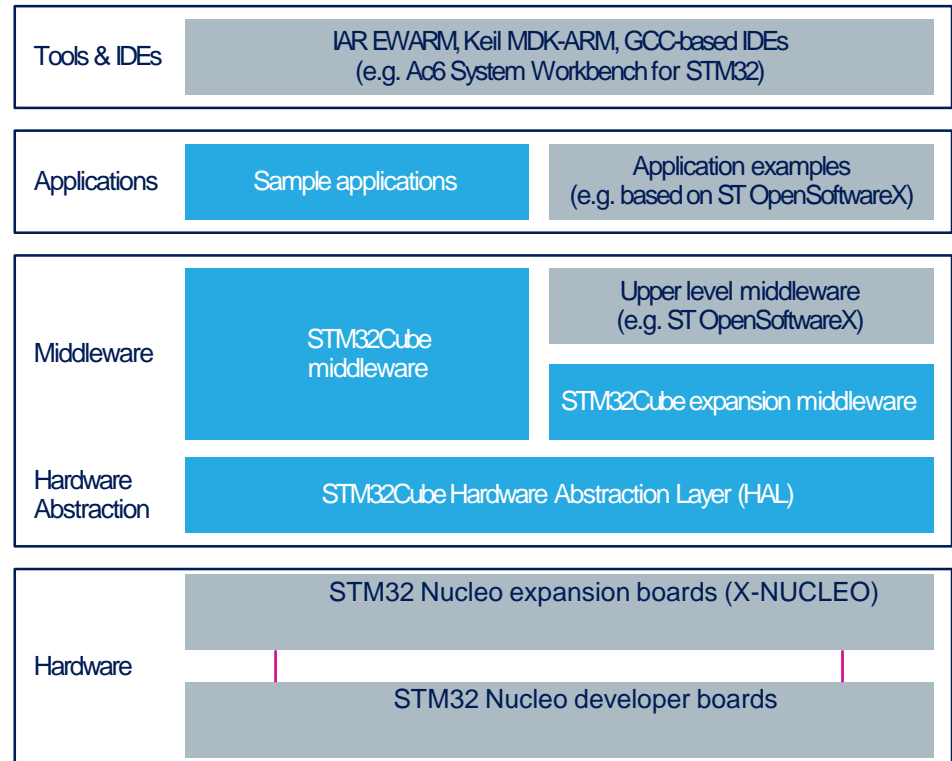 Tools & IDEs
IAR EWARM, Keil MDK-ARM, GCC-based IDEs
(e.g. Ac6 System Workbench for STM32)
Applications
Sample applications
Application examples
(e.g. based on ST OpenSoftwareX)
Middleware
STM32Cube
middleware
Upper level middleware
(e.g. ST OpenSoftwareX)
STM32Cube expansion middleware
Hardware
Abstraction
STM32Cube Hardware Abstraction Layer (HAL)
Hardware
STM32 Nucleo expansion boards (X-NUCLEO)
STM32 Nucleo developer boards